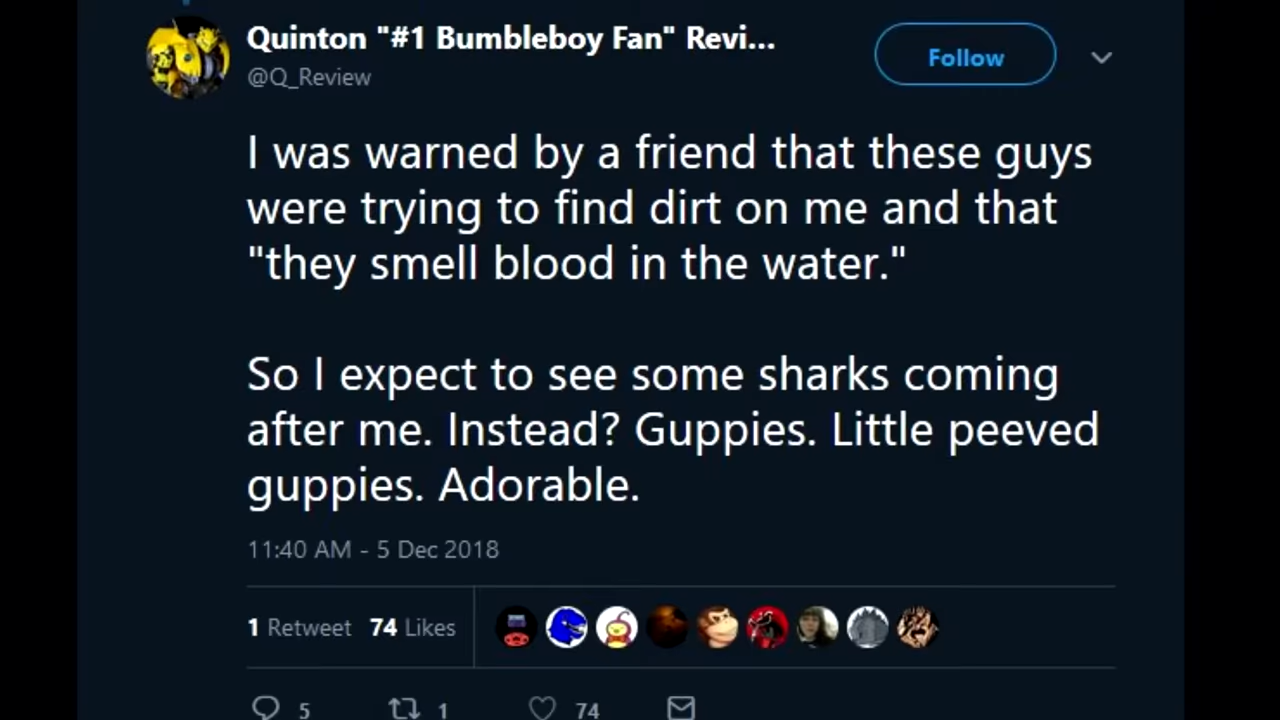 Quinton "#1 Bumbleboy Fan" Revi...
@Q_Review
Follow
I was warned by a friend that these guys
were trying to find dirt on me and that
"they smell blood in the water."
So I expect to see some sharks coming
after me. Instead? Guppies. Little peeved
guppies. Adorable.
11:40 AM - 5 Dec 2018
1 Retweet 74 Likes
5 1 74